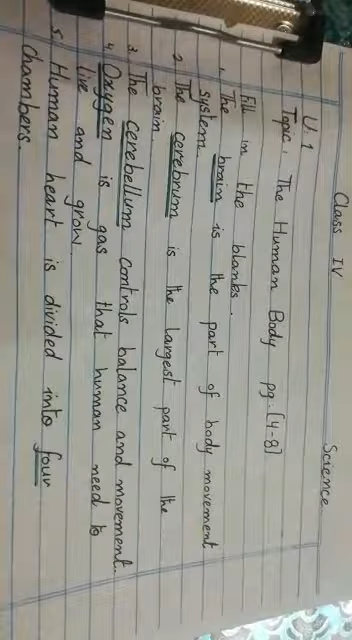 Class IV Science
U. 1
Topic. The Human Body pg. [4-8]
Fill in the blanks.
1. The brain is the part of body movement
system.
2. The cerebrum is the largest part of the
brain.
3. The cerebellum controls balance and movement.
4. Oxygen is gas that human need to
live and grow.
5. Human heart is divided into four
chambers.